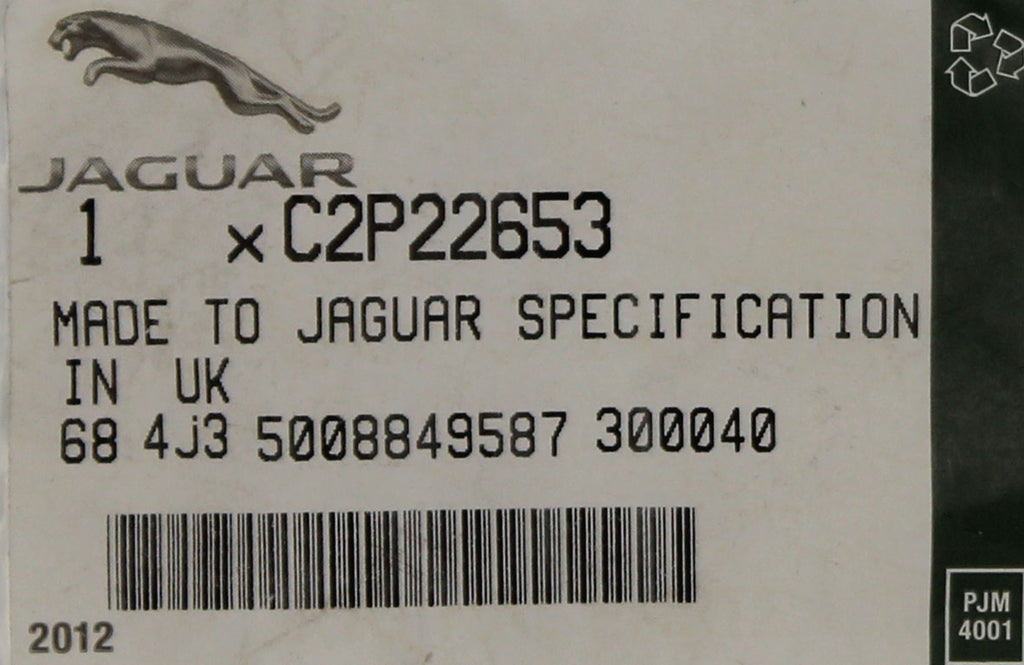 JAGUAR
1 x C2P22653
MADE TO JAGUAR SPECIFICATION
IN UK
68 4J3 5008849587 300040
2012
PJM
4001